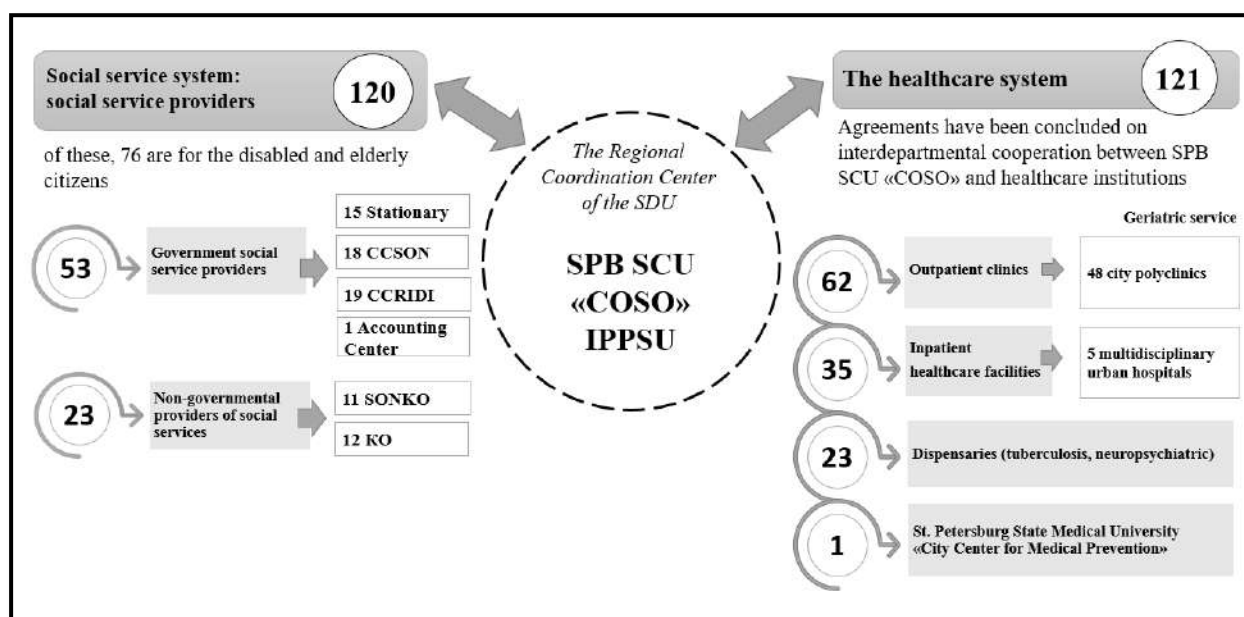 Social service system:
social service providers
120
of these, 76 are for the disabled and elderly
citizens
53
Government social
service providers
15 Stationary
18 CCSON
19 CCRIDI
1 Accounting
Center
23
Non-governmental
providers of social
services
11 SONKO
12 KO
The Regional
Coordination Center
of the SDU
SPB SCU
«COSO»
IPPSU
The healthcare system
121
Agreements have been concluded on
interdepartmental cooperation between SPB
SCU «COSO» and healthcare institutions
Geriatric service
62
Outpatient clinics
48 city polyclinics
35
Inpatient
healthcare facilities
5 multidisciplinary
urban hospitals
23
Dispensaries (tuberculosis, neuropsychiatric)
1
St. Petersburg State Medical University
«City Center for Medical Prevention»